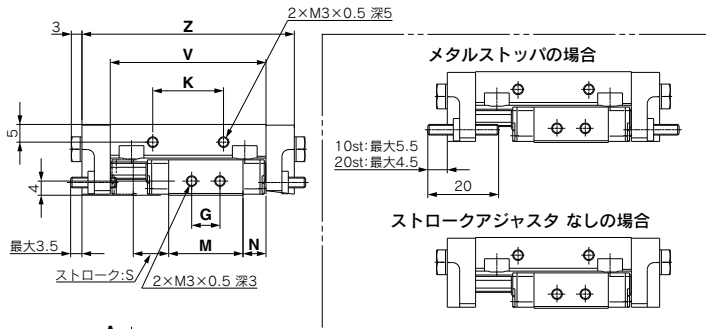 3
Z
2×M3×0.5 深5
V
K
5
4
G
最大3.5
M
N
ストローク:S
2×M3×0.5 深3
A
メタルストッパの場合
10st:最大5.5
20st:最大4.5
20
ストロークアジャスタ なしの場合